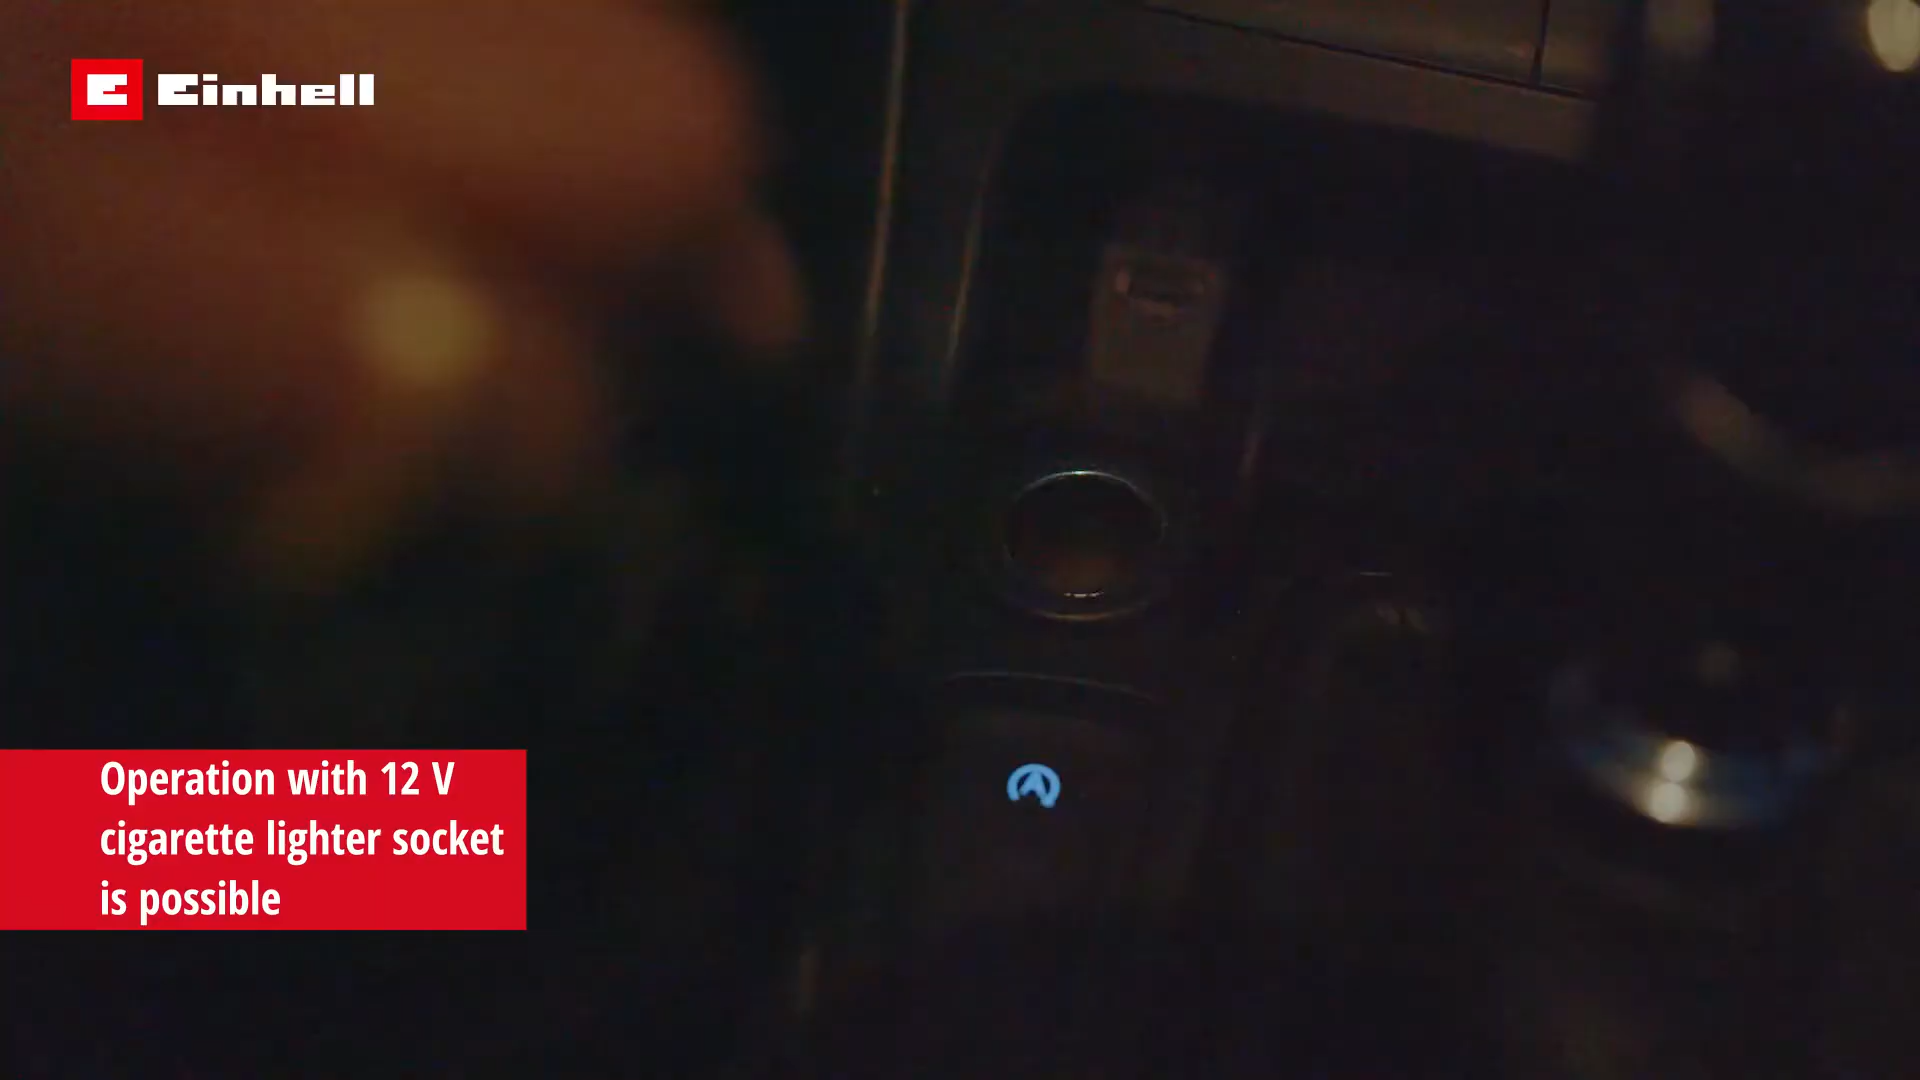 Einhell
Operation with 12 V
cigarette lighter socket
is possible